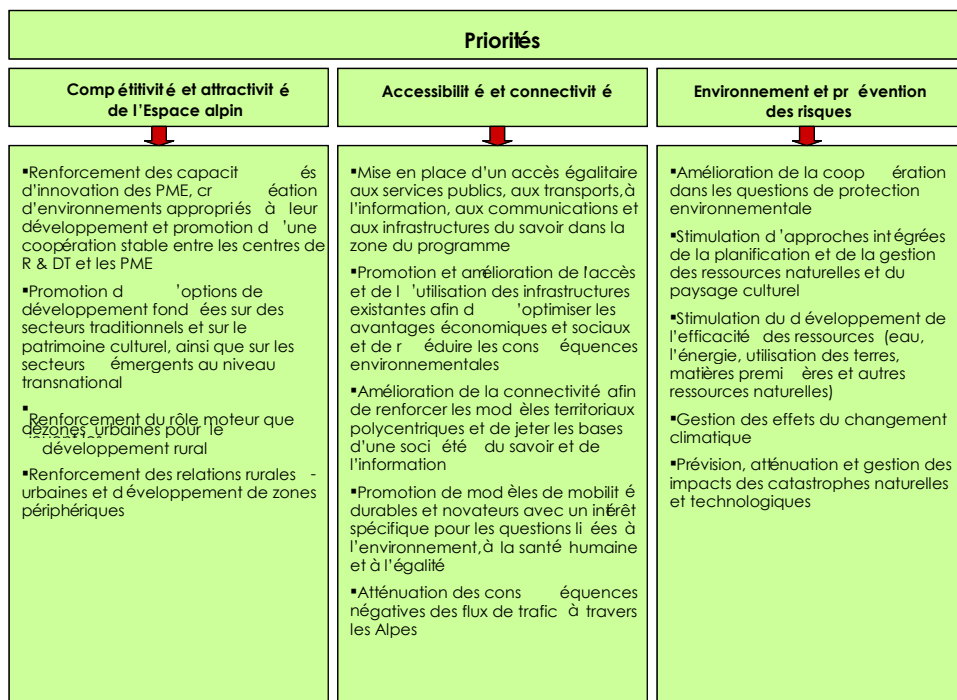 Priorités
Compétitivité et attractivité
de l'Espace alpin
▪Renforcement des capacités
d'innovation des PME, création
d'environnements appropriés à leur
développement et promotion d'une
coopération stable entre les centres de
R & DT et les PME
▪Promotion d'options de
développement fondées sur des
secteurs traditionnels et sur le
patrimoine culturel, ainsi que sur les
secteurs émergents au niveau
transnational
▪
Renforcement du rôle moteur que
zones urbaines pour le
développement rural
▪Renforcement des relations rurales -
urbaines et développement de zones
périphériques
Accessibilité et connectivité
▪Mise en place d'un accès égalitaire
aux services publics, aux transports, à
l'information, aux communications et
aux infrastructures du savoir dans la
zone du programme
▪Promotion et amélioration de l'accès
et de l'utilisation des infrastructures
existantes afin d'optimiser les
avantages économiques et sociaux
et de réduire les conséquences
environnementales
▪Amélioration de la connectivité afin
de renforcer les modèles territoriaux
polycentriques et de jeter les bases
d'une société du savoir et de
l'information
▪Promotion de modèles de mobilité
durables et novateurs avec un intérêt
spécifique pour les questions liées à
l'environnement, à la santé humaine
et à l'égalité
▪Atténuation des conséquences
négatives des flux de trafic à travers
les Alpes
Environnement et prévention
des risques
▪Amélioration de la coopération
dans les questions de protection
environnementale
▪Stimulation d'approches intégrées
de la planification et de la gestion
des ressources naturelles et du
paysage culturel
▪Stimulation du développement de
l'efficacité des ressources (eau,
l'énergie, utilisation des terres,
matières premières et autres
ressources naturelles)
▪Gestion des effets du changement
climatique
▪Prévision, atténuation et gestion des
impacts des catastrophes naturelles
et technologiques